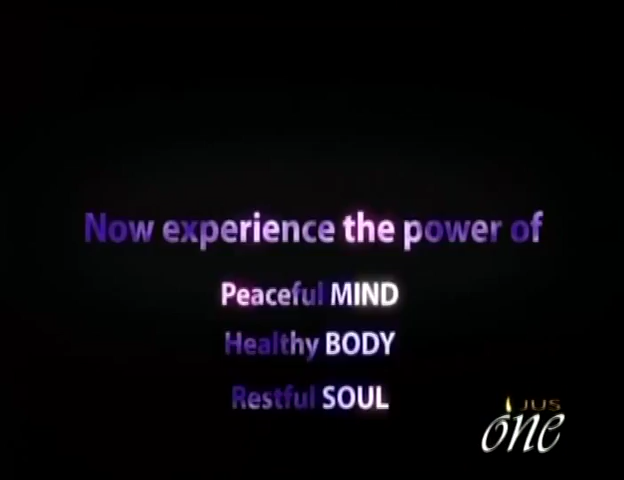 Now experience the power of
Peaceful MIND
Healthy BODY
Restful SOUL
JUS
one